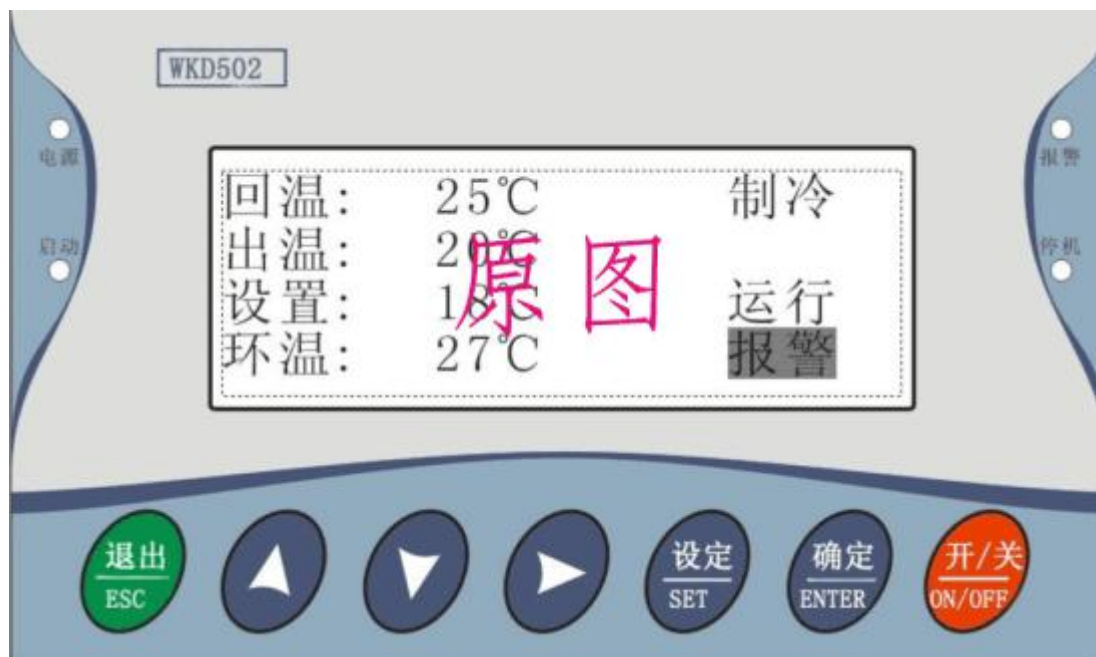 WKD502
电源
报警
回温: 25℃ 制冷
出温: 20℃
启动
停机
设置: 18℃ 运行
环温: 27℃ 报警
原图
退出
ESC
设定
SET
确定
ENTER
开/关
ON/OFF